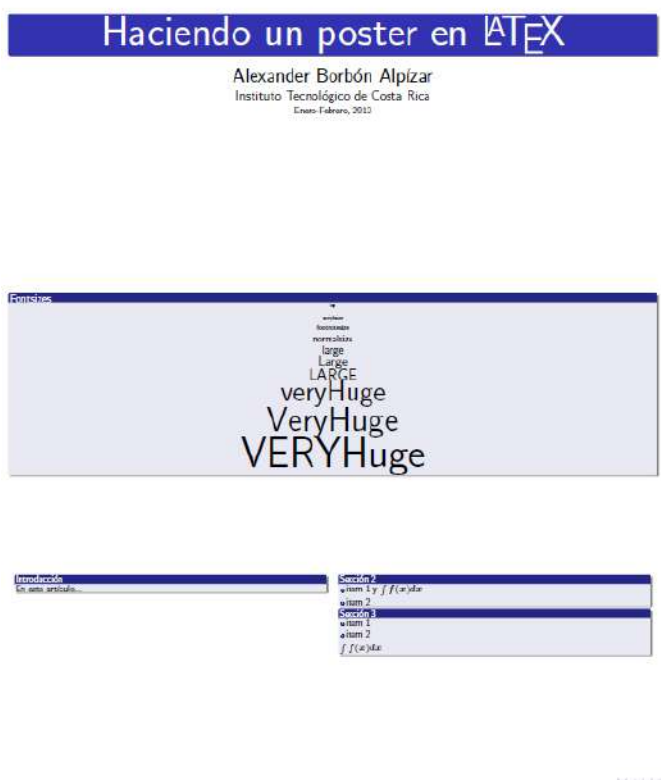 Haciendo un poster en LATEX
Alexander Borbón Alpízar
Instituto Tecnológico de Costa Rica
Enero-Febrero, 2013
Fontsizes
footnotesize
normalsize
large
Large
LARGE
veryHuge
VeryHuge
VERYHuge
Introducción
En este artículo...
Sección 2
item 1 y ∫ f(x)dx
item 2
Sección 3
item 1
item 2
∫ f(x)dx